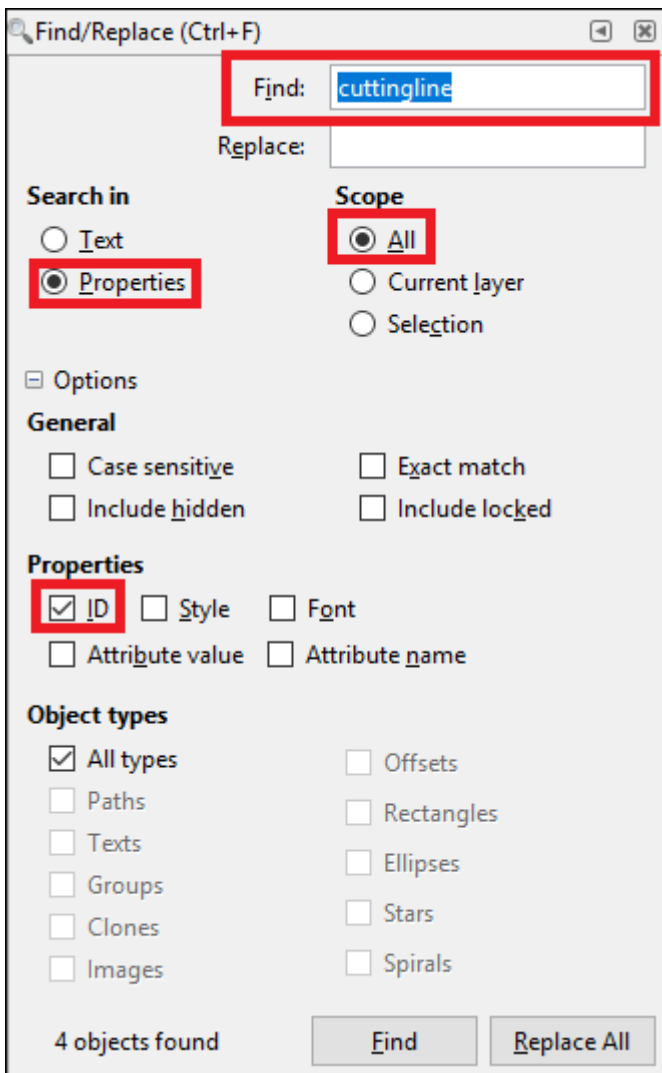 Find/Replace (Ctrl+F)
Find: cuttingline
Replace:
Search in
Text
Properties
Scope
All
Current layer
Selection
Options
General
Case sensitive
Exact match
Include hidden
Include locked
Properties
ID Style Font
Attribute value Attribute name
Object types
All types
Paths
Texts
Groups
Clones
Images
Offsets
Rectangles
Ellipses
Stars
Spirals
4 objects found Find Replace All